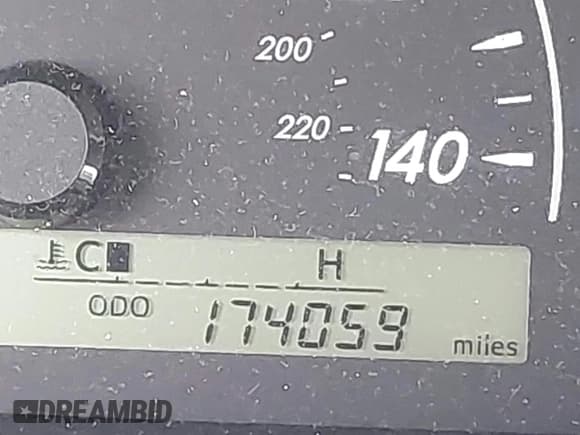 200
220
140
C H
ODO 174059 miles
DREAMBID